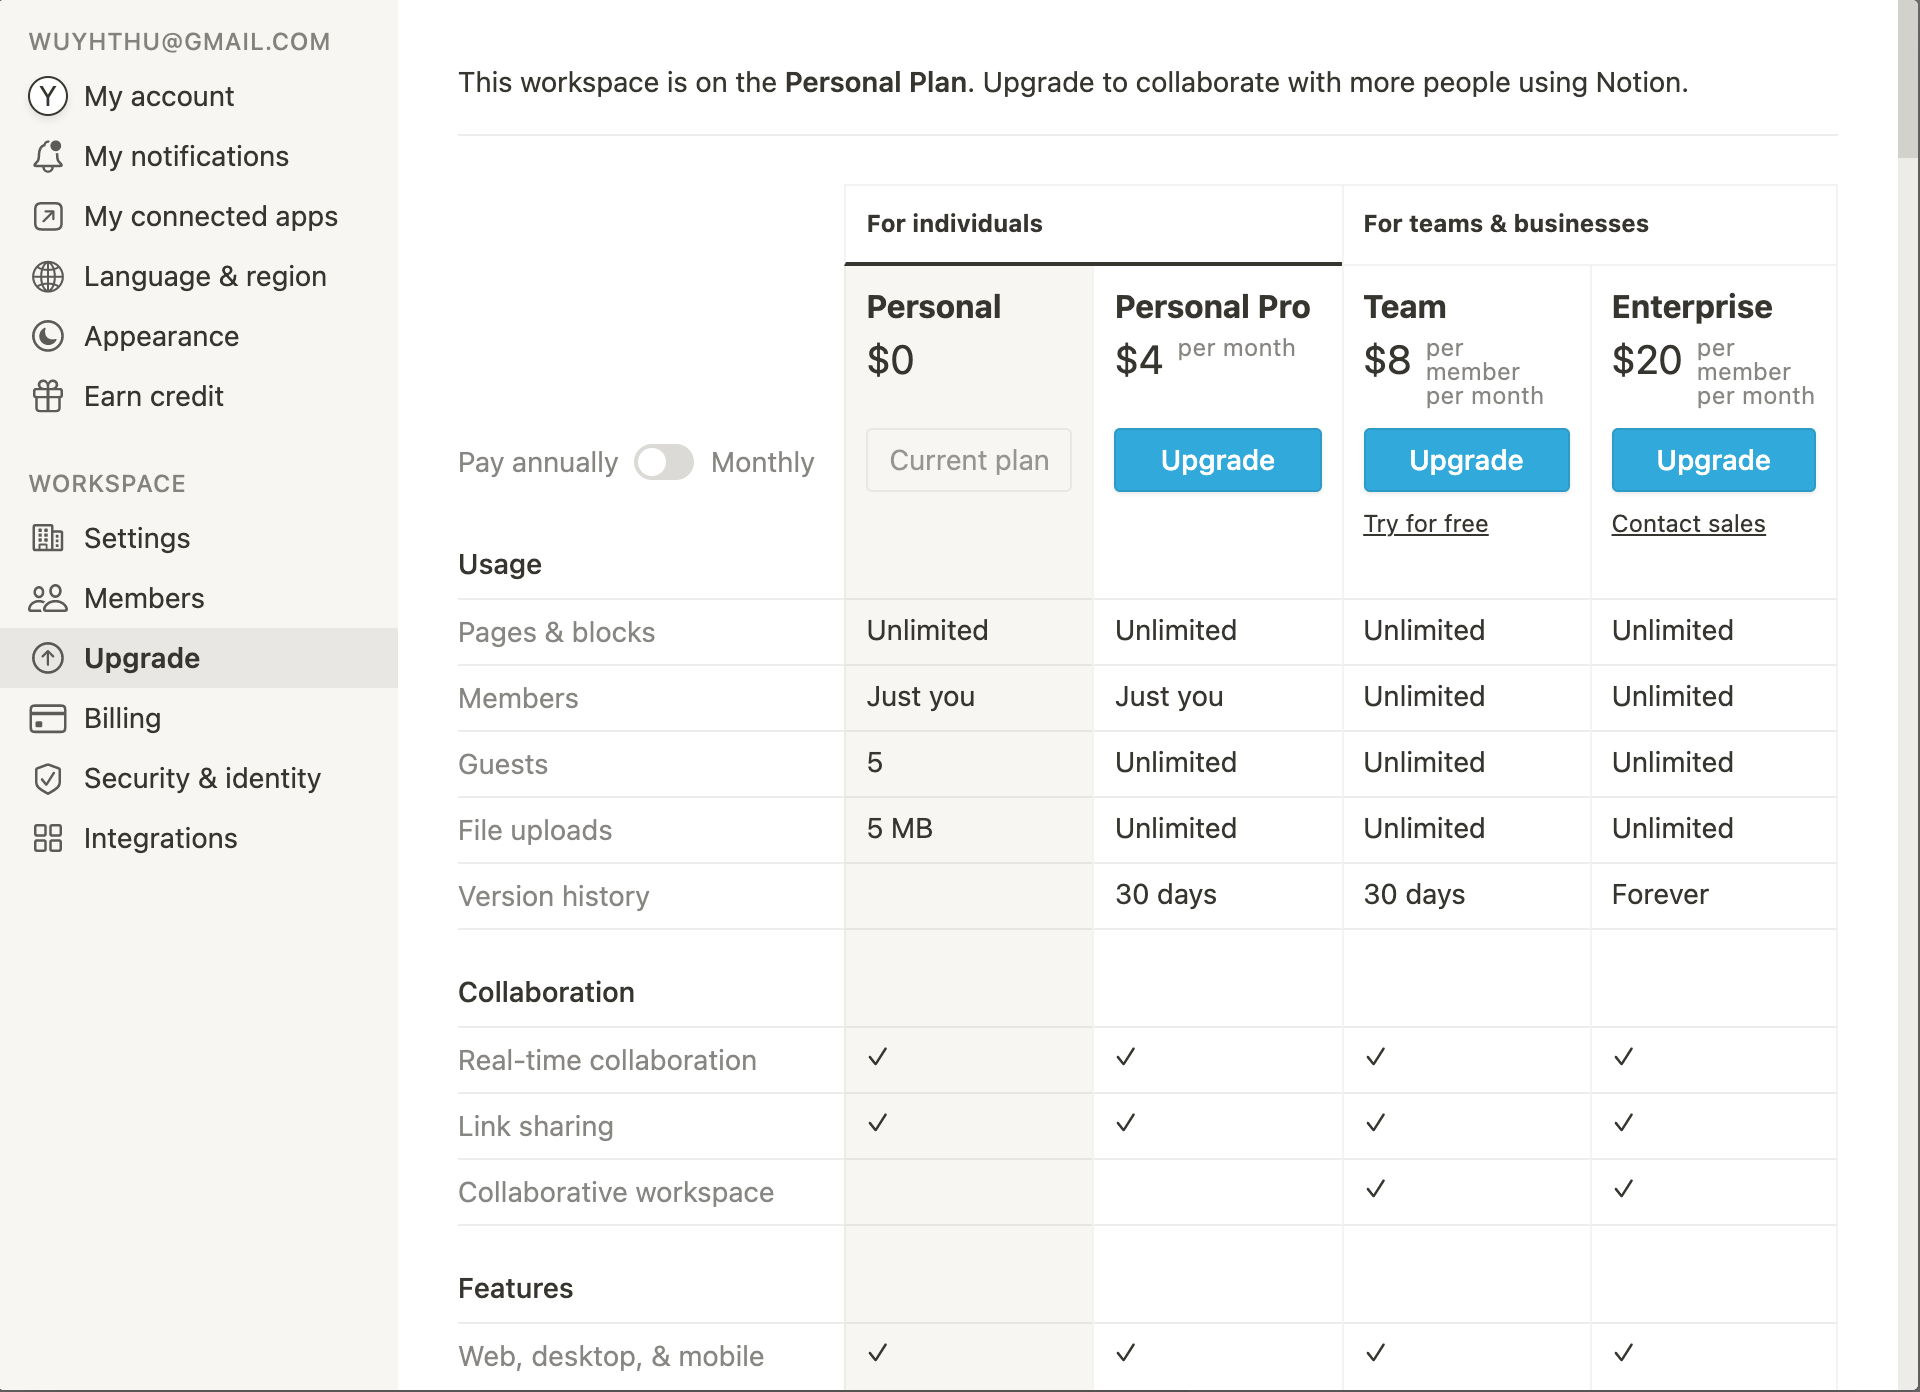 WUYHTHU@GMAIL.COM
Y My account
My notifications
My connected apps
Language & region
Appearance
Earn credit
WORKSPACE
Settings
Members
Upgrade
Billing
Security & identity
Integrations
This workspace is on the Personal Plan. Upgrade to collaborate with more people using Notion.
For individuals For teams & businesses
Personal Personal Pro Team Enterprise
$0 $4 per month $8 per member per month $20 per member per month
Pay annually Monthly Current plan Upgrade Upgrade Upgrade
Try for free Contact sales
Usage
Pages & blocks Unlimited Unlimited Unlimited Unlimited
Members Just you Just you Unlimited Unlimited
Guests 5 Unlimited Unlimited Unlimited
File uploads 5 MB Unlimited Unlimited Unlimited
Version history 30 days 30 days Forever
Collaboration
Real-time collaboration ✓ ✓ ✓ ✓
Link sharing ✓ ✓ ✓ ✓
Collaborative workspace ✓ ✓
Features
Web, desktop, & mobile ✓ ✓ ✓ ✓